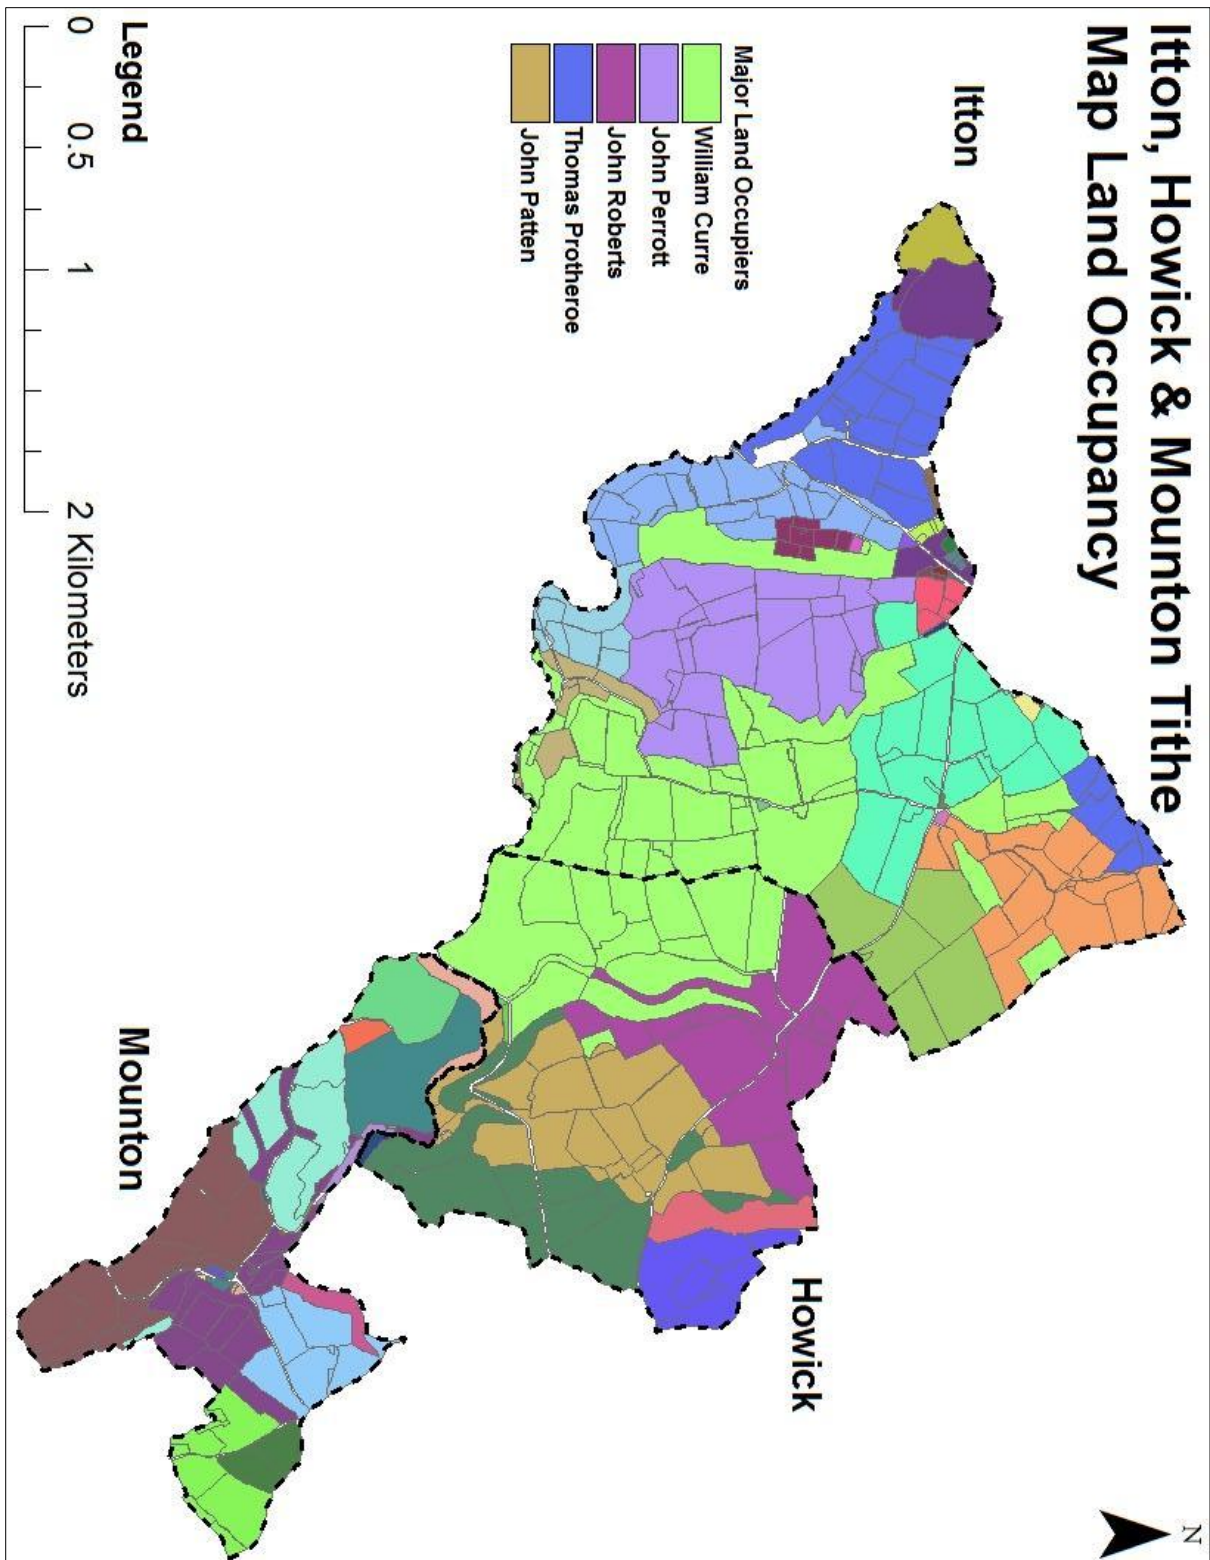 Itton, Howick & Mounton Tithe
Map Land Occupancy
N
Itton
Major Land Occupiers
William Curre
John Perrott
John Roberts
Thomas Protheroe
John Patten
Howick
Mounton
Legend
0 0.5 1 2 Kilometers